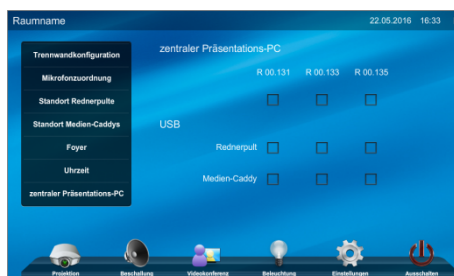 Raumname 22.05.2016 16:33
Trennwandkonfiguration
Mikrofonzuordnung
Standort Rednerpulte
Standort Medien-Caddys
Foyer
Uhrzeit
zentraler Präsentations-PC
zentraler Präsentations-PC
R 00.131 R 00.133 R 00.135
USB
Rednerpult
Medien-Caddy
Projektion Beschallung Videokonferenz Beleuchtung Einstellungen Ausschalten